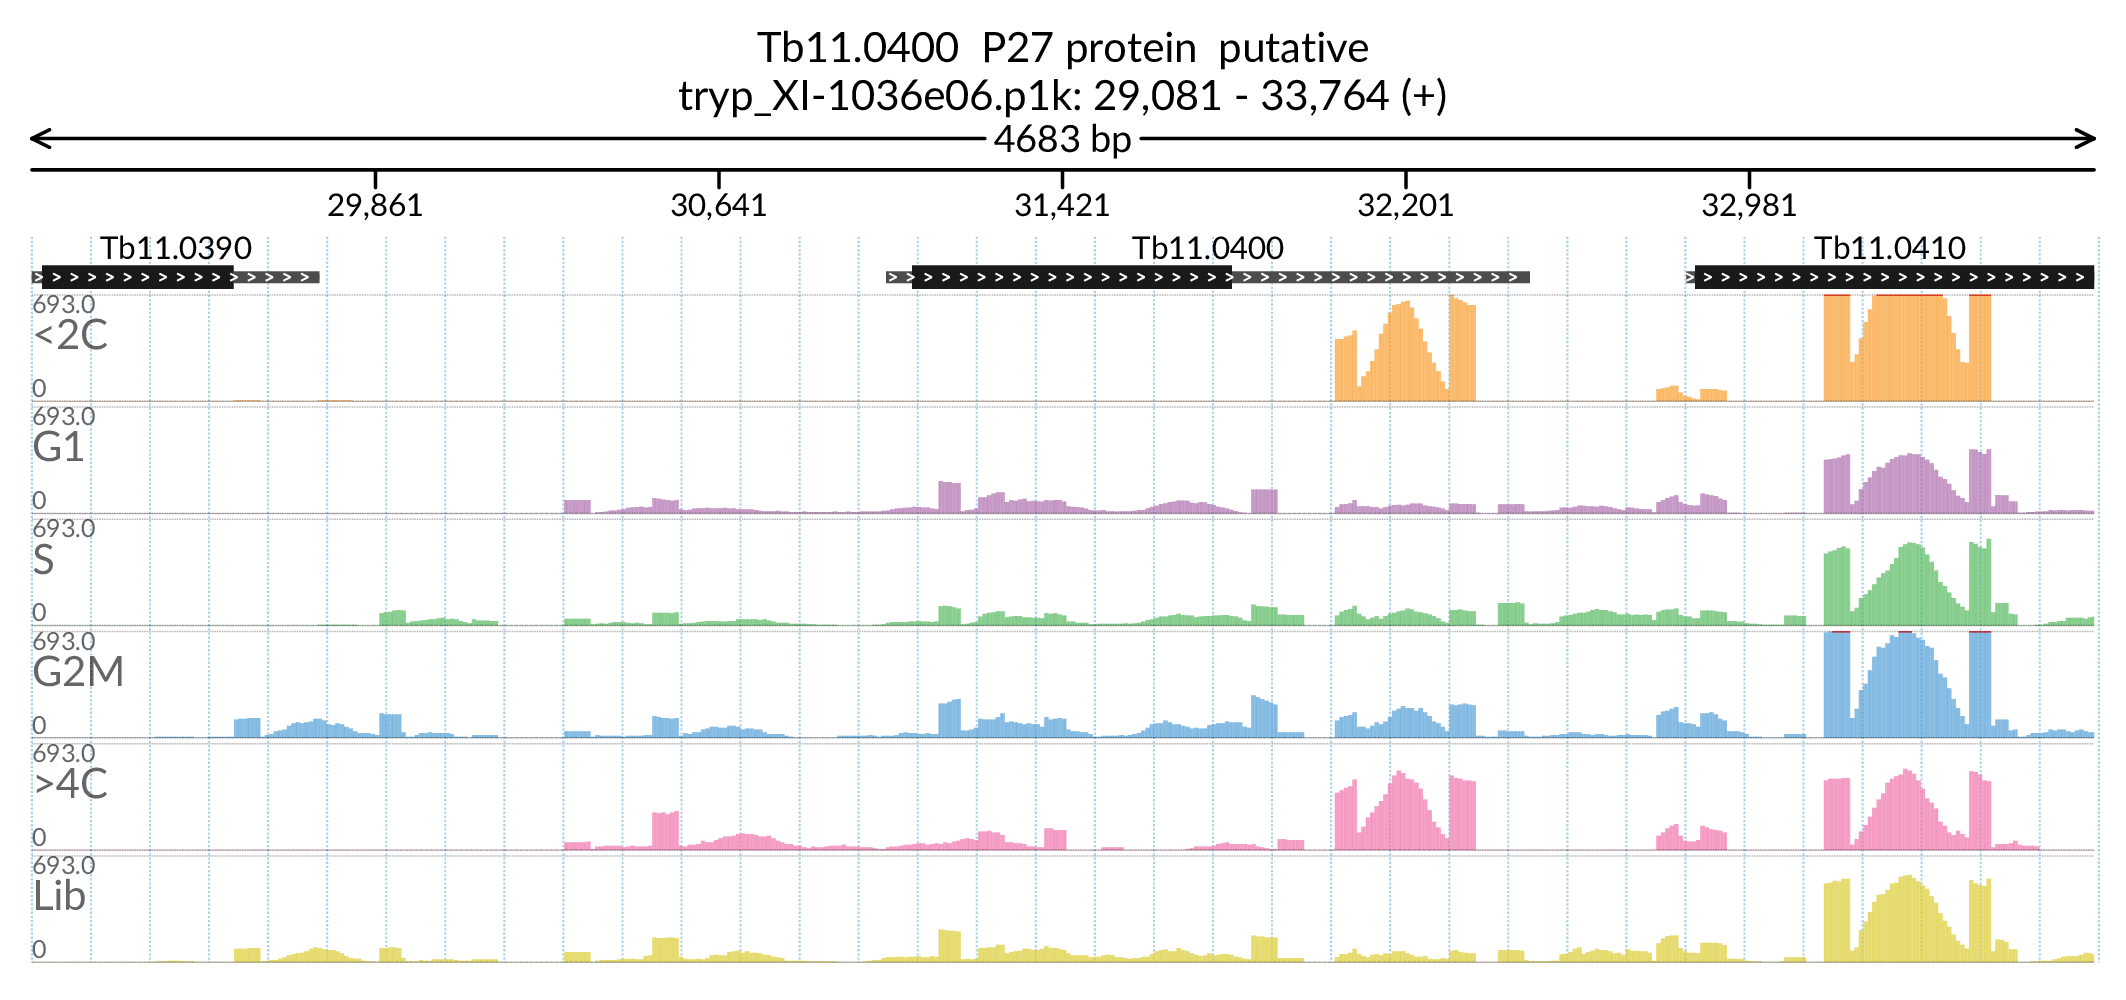 Tb11.0400 P27 protein putative
tryp_XI-1036e06.p1k: 29,081 - 33,764 (+)
4683 bp
29,861 30,641 31,421 32,201 32,981
Tb11.0390 Tb11.0400 Tb11.0410
693.0
<2C
0
693.0
G1
0
693.0
S
0
693.0
G2M
0
693.0
>4C
0
693.0
Lib
0